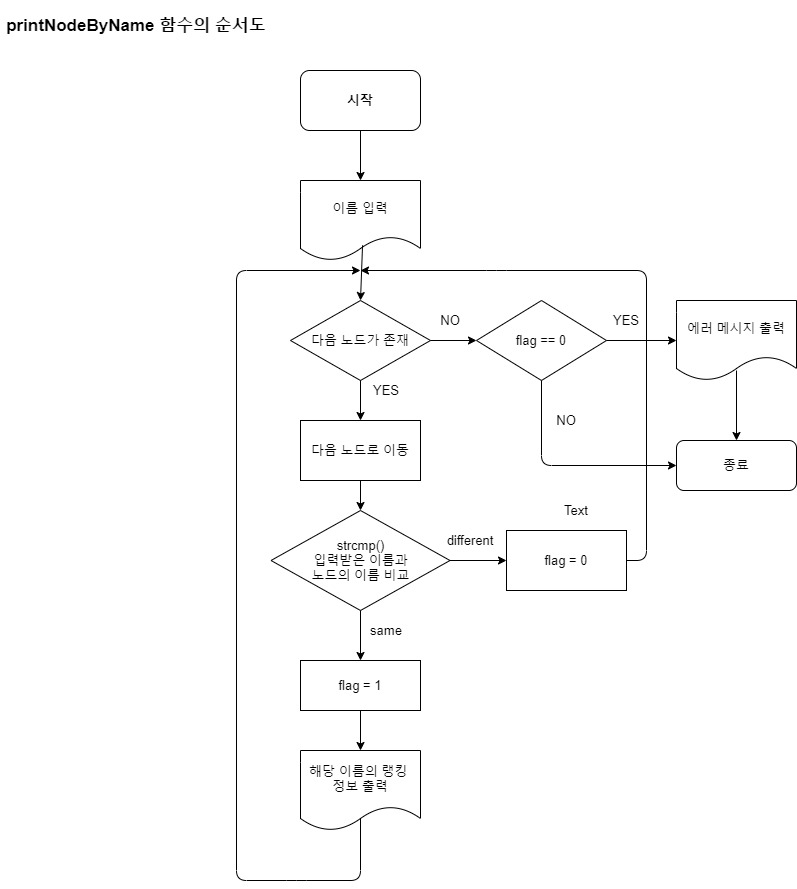 printNodeByName 함수의 순서도
시작
이름 입력
다음 노드가 존재
NO
flag == 0
YES
에러 메시지 출력
YES
NO
다음 노드로 이동
종료
strcmp()
입력받은 이름과
노드의 이름 비교
different
Text
flag = 0
same
flag = 1
해당 이름의 랭킹
정보 출력